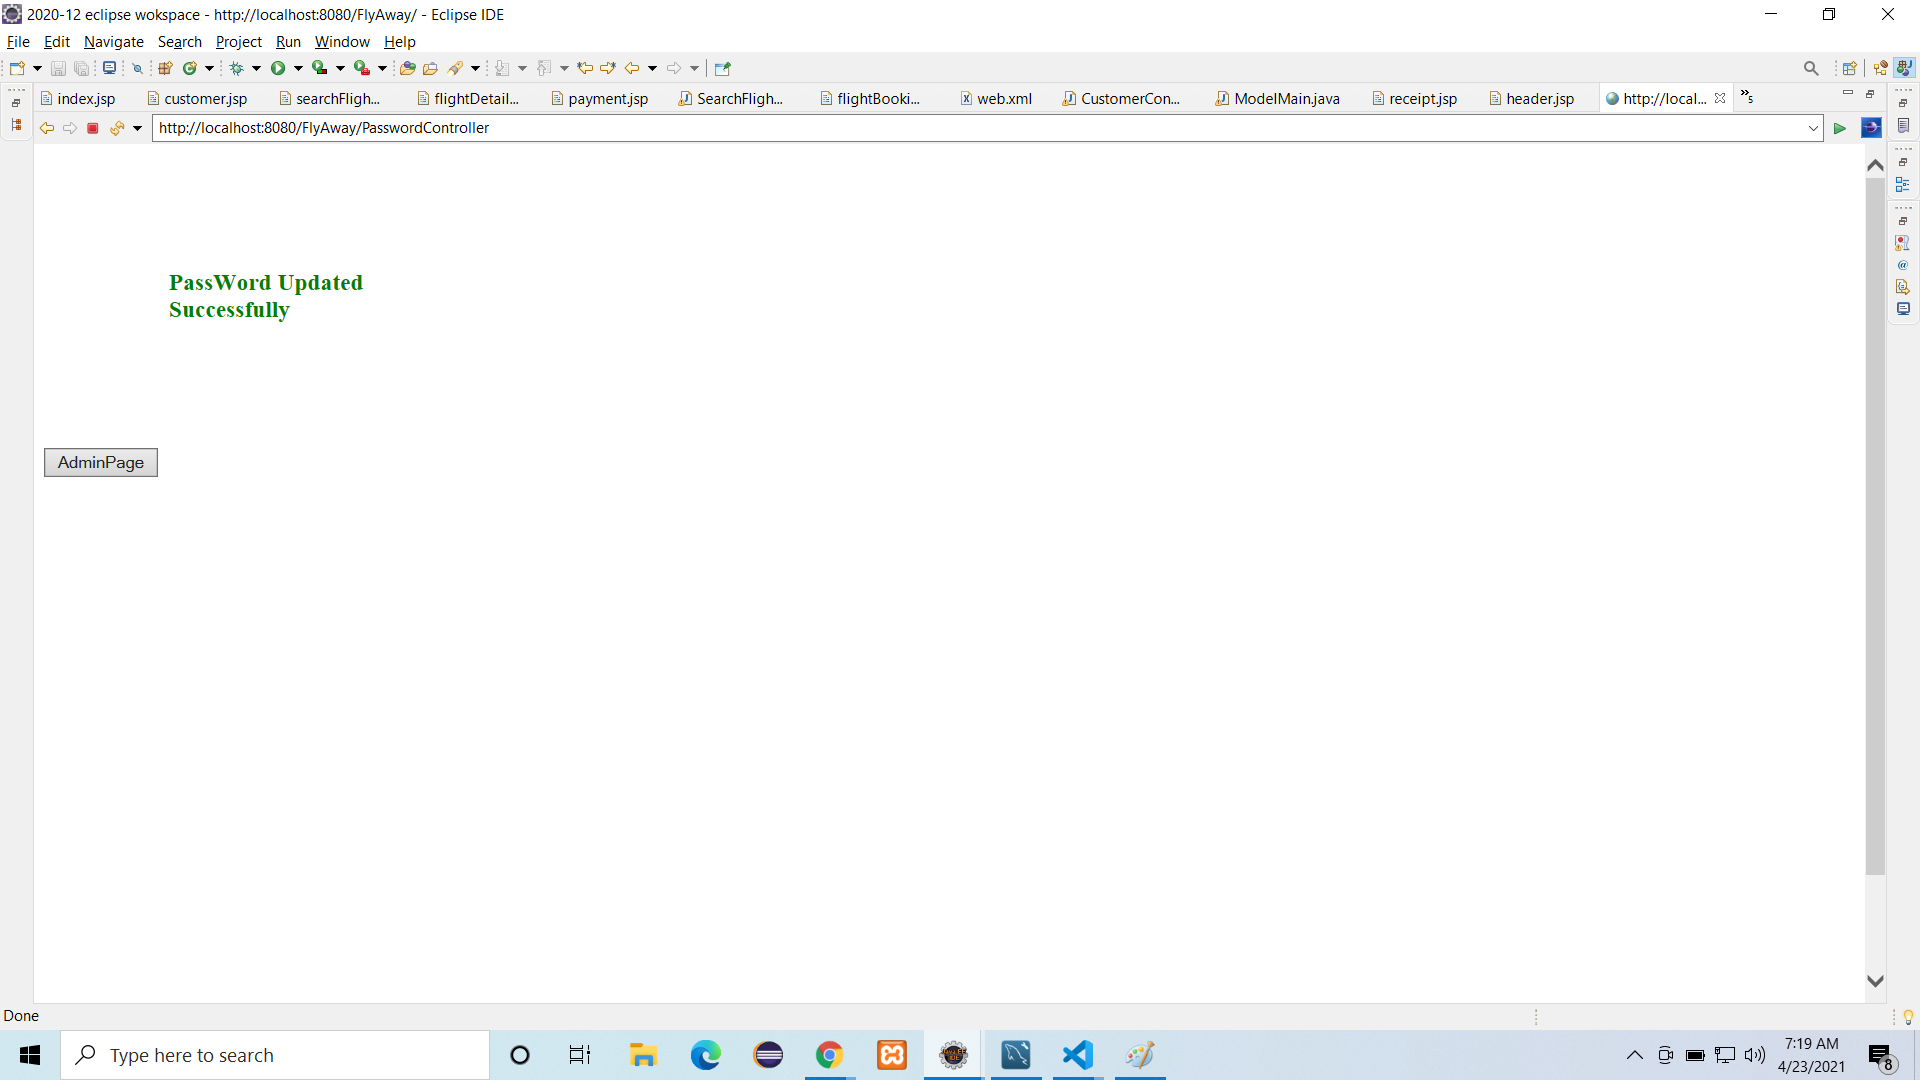 2020-12 eclipse wokspace - http://localhost:8080/FlyAway/ - Eclipse IDE
File Edit Navigate Search Project Run Window Help
index.jsp customer.jsp searchFligh... flightDetail... payment.jsp SearchFligh... flightBooki... web.xml CustomerCon... ModelMain.java receipt.jsp header.jsp http://local... »5
http://localhost:8080/FlyAway/PasswordController
PassWord Updated
Successfully
AdminPage
Done
Type here to search
7:19 AM
4/23/2021
8